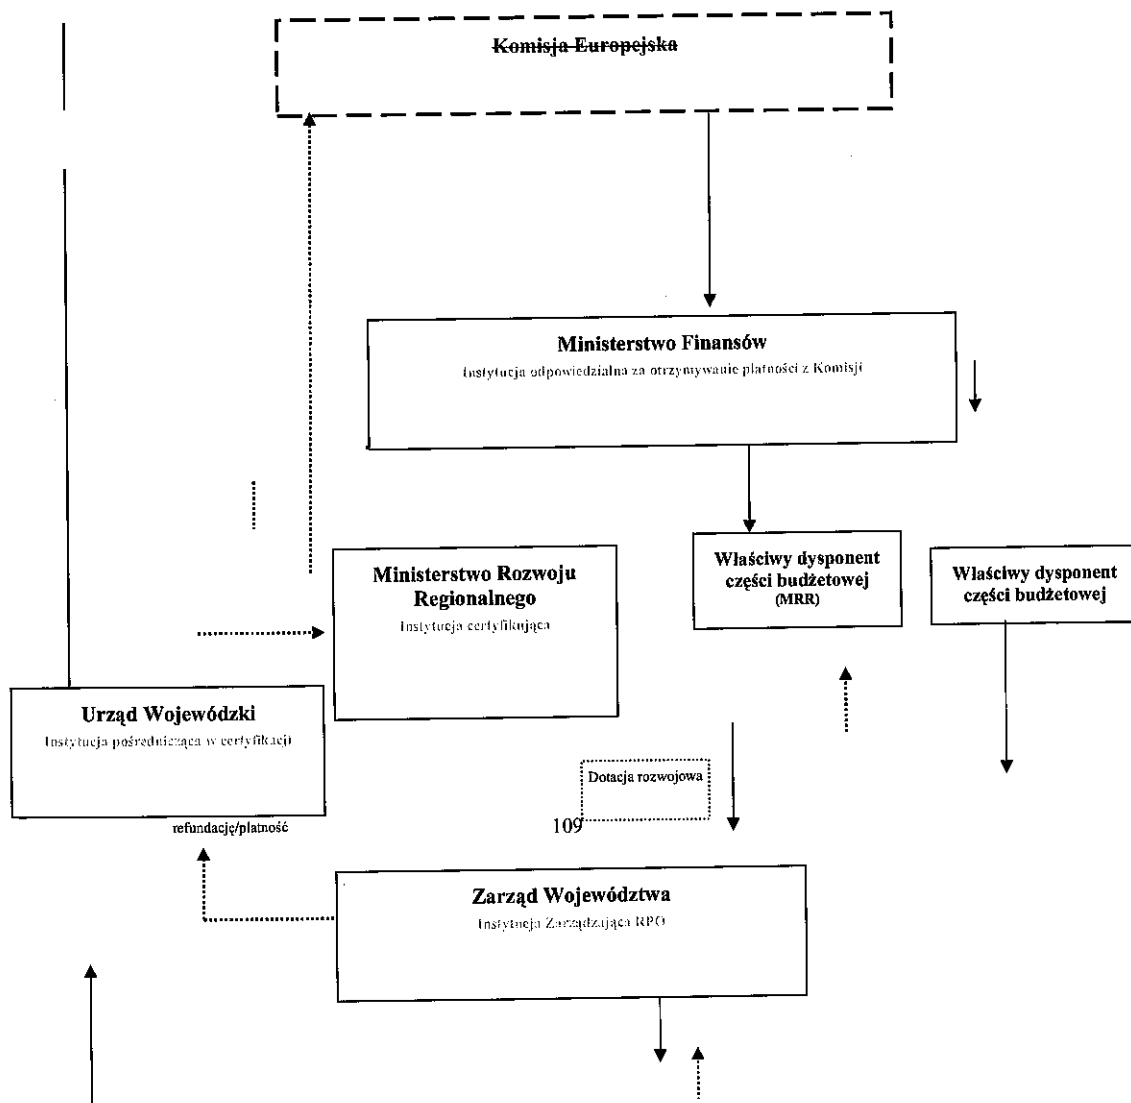 Komisja Europejska
Ministerstwo Finansów
Instytucja odpowiedzialna za otrzymywanie płatności z Komisji
Ministerstwo Rozwoju
Regionalnego
Instytucja certyfikująca
Właściwy dysponent
części budżetowej
(MRR)
Właściwy dysponent
części budżetowej
Urząd Wojewódzki
Instytucja pośrednicząca w certyfikacji
refundację/płatność
Dotacja rozwojowa
109
Zarząd Województwa
Instytucja Zarządzająca RPO